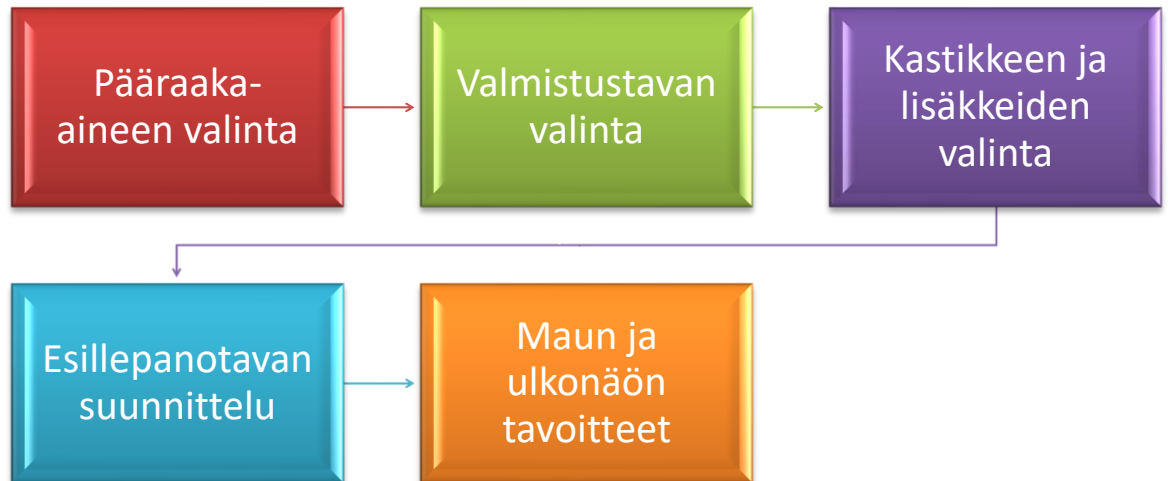 Pääraaka-
aineen valinta
Valmistustavan
valinta
Kastikkeen ja
lisäkkeiden
valinta
Esillepanotavan
suunnittelu
Maun ja
ulkonäön
tavoitteet